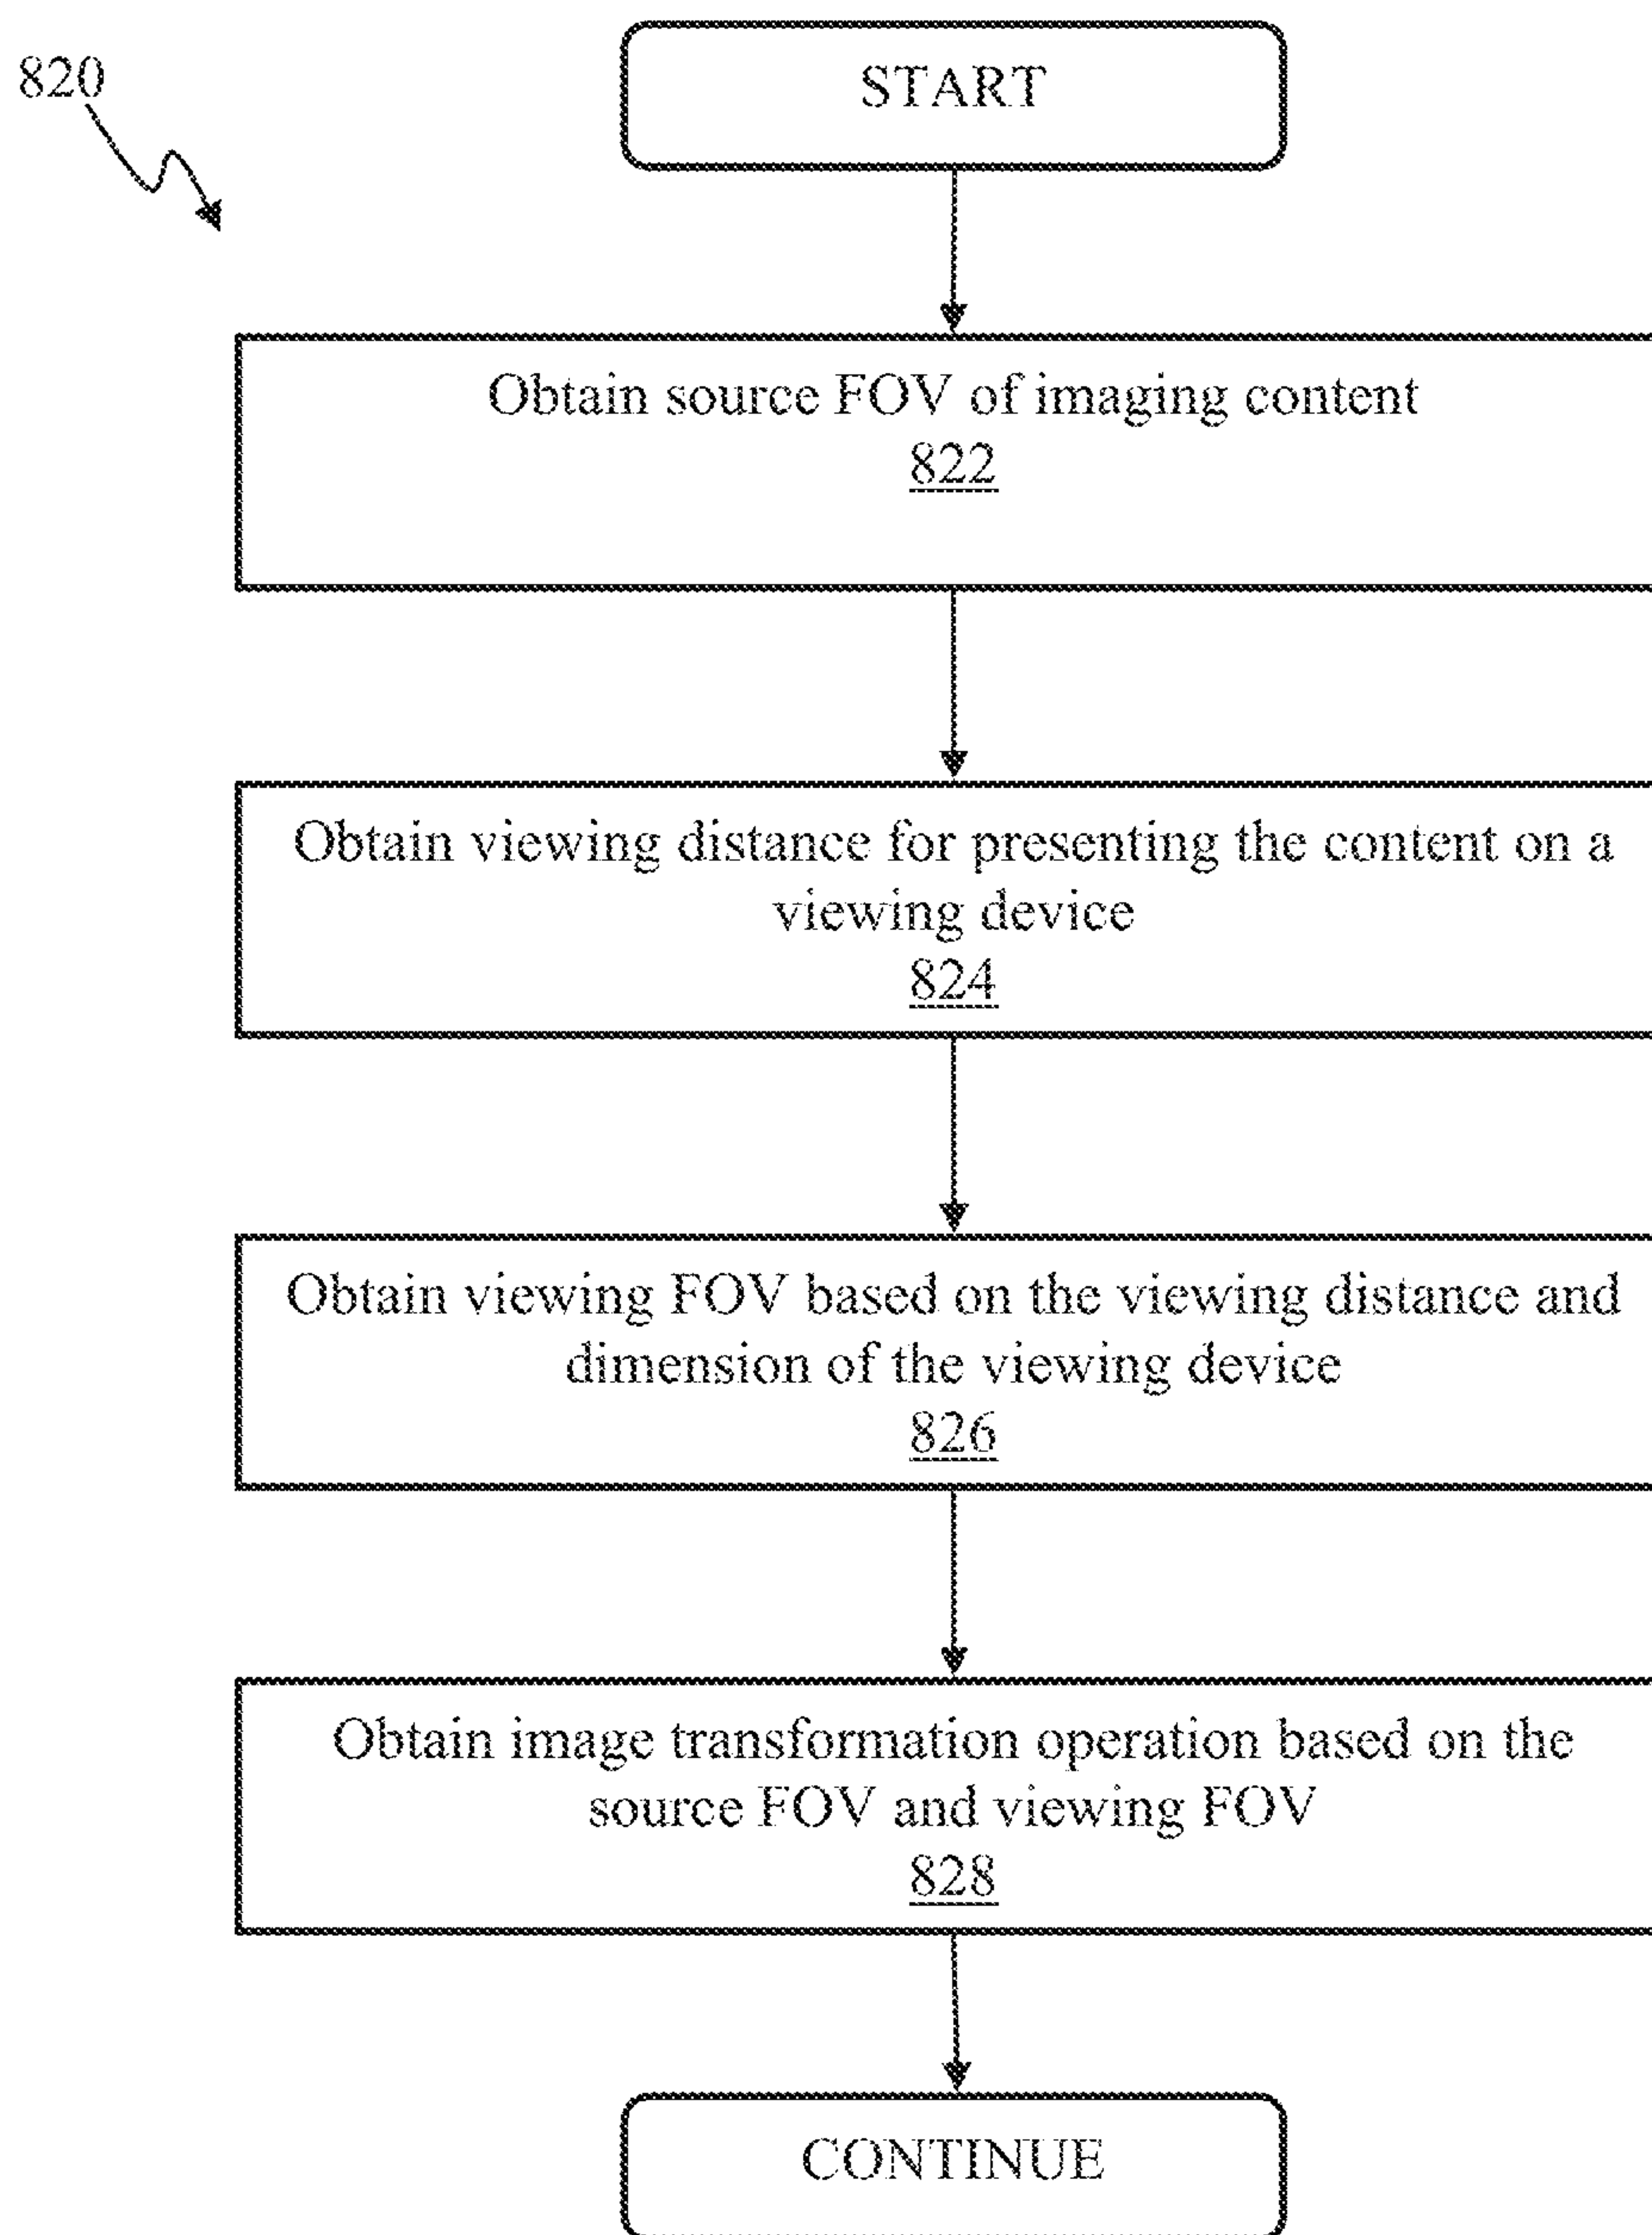 820
START
Obtain source FOV of imaging content
822
Obtain viewing distance for presenting the content on a
viewing device
824
Obtain viewing FOV based on the viewing distance and
dimension of the viewing device
826
Obtain image transformation operation based on the
source FOV and viewing FOV
828
CONTINUE